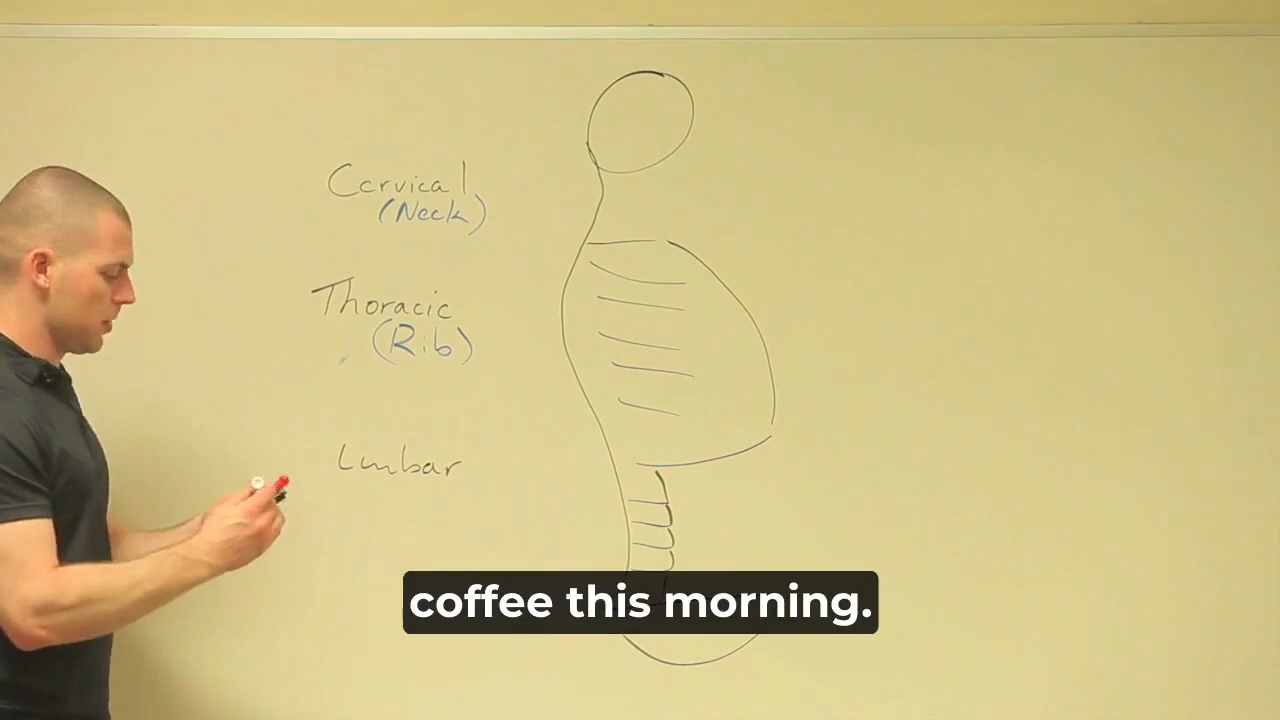 Cervical
(Neck)
Thoracic
(Rib)
Lumbar
coffee this morning.